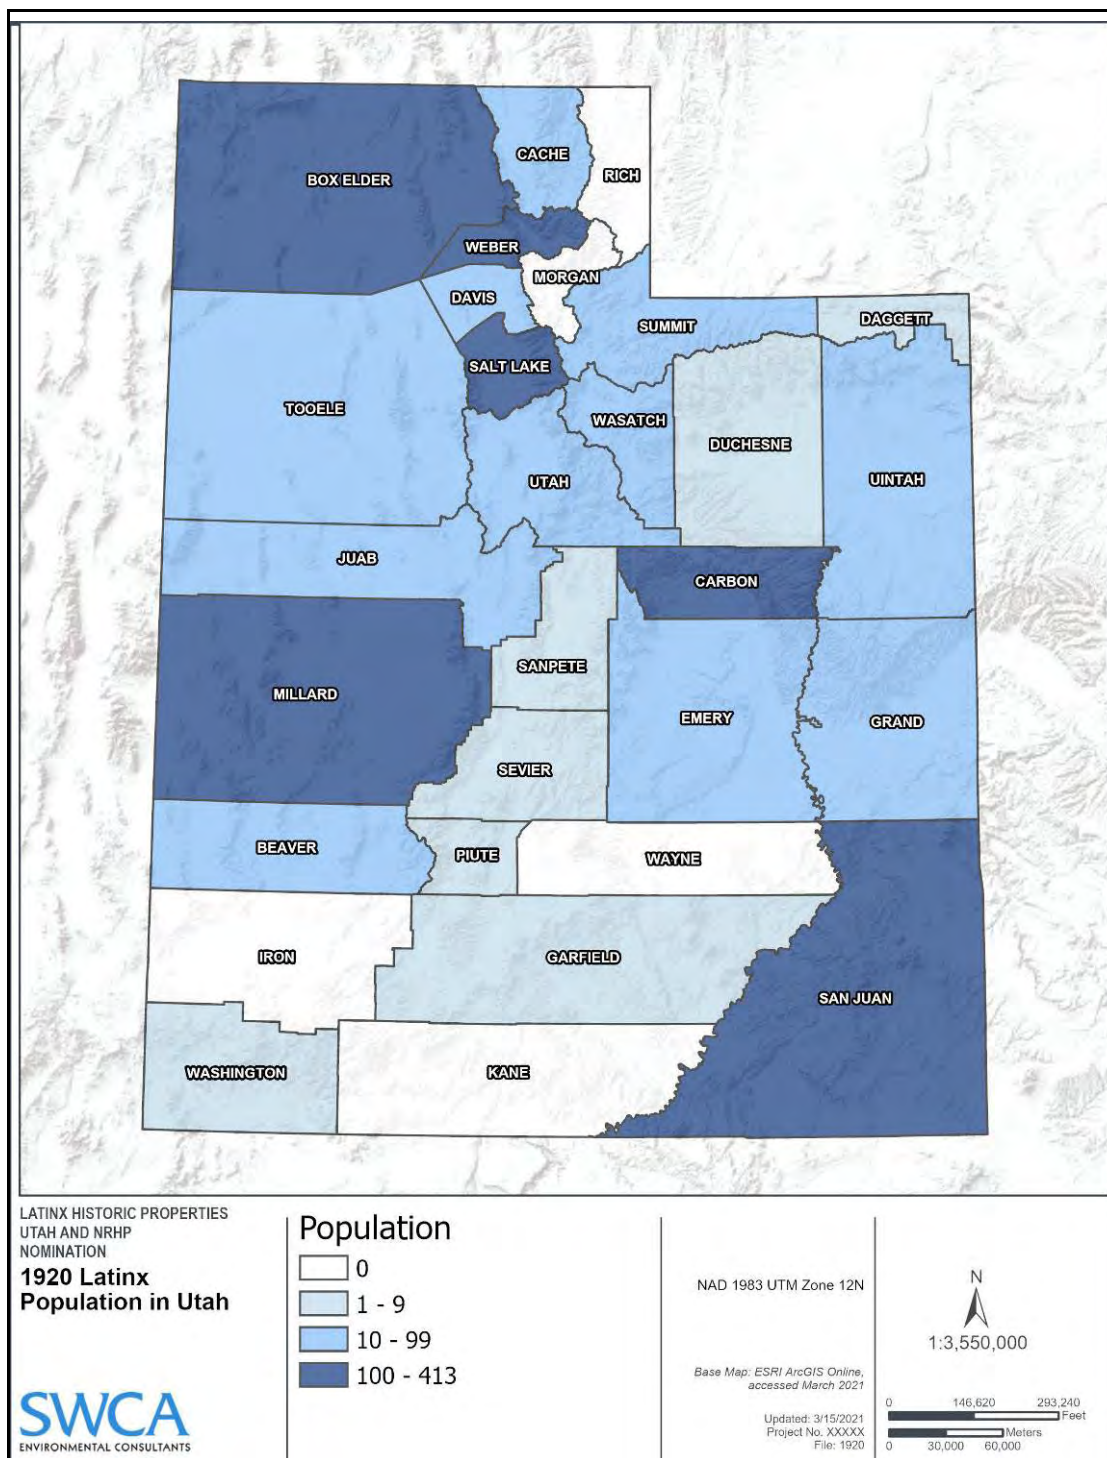 CACHE
RICH
BOX ELDER
WEBER
MORGAN
DAVIS
SUMMIT
DAGGETT
SALT LAKE
TOOELE
WASATCH
DUCHESNE
UTAH
UINTAH
JUAB
CARBON
SANPETE
MILLARD
EMERY
GRAND
SEVIER
BEAVER
PIUTE
WAYNE
IRON
GARFIELD
SAN JUAN
WASHINGTON
KANE
LATINX HISTORIC PROPERTIES
UTAH AND NRHP
NOMINATION
1920 Latinx
Population in Utah
SWCA
ENVIRONMENTAL CONSULTANTS
Population
0
1 - 9
10 - 99
100 - 413
NAD 1983 UTM Zone 12N
Base Map: ESRI ArcGIS Online,
accessed March 2021
Updated: 3/15/2021
Project No. XXXXX
File: 1920
N
1:3,550,000
0 146,620 293,240
Feet
Meters
0 30,000 60,000